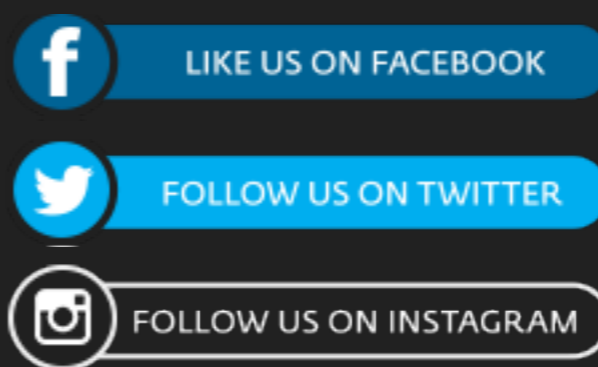 LIKE US ON FACEBOOK
FOLLOW US ON TWITTER
FOLLOW US ON INSTAGRAM